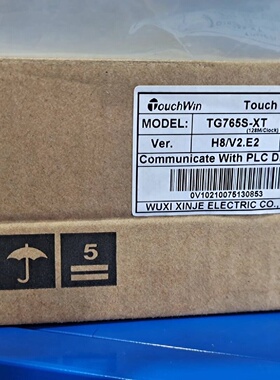 TouchWin Touch
MODEL: TG765S-XT
(128M/Clock)
Ver. H8/V2.E2
Communicate With PLC D
0V10210075130853
WUXI XINJE ELECTRIC CO.,
5